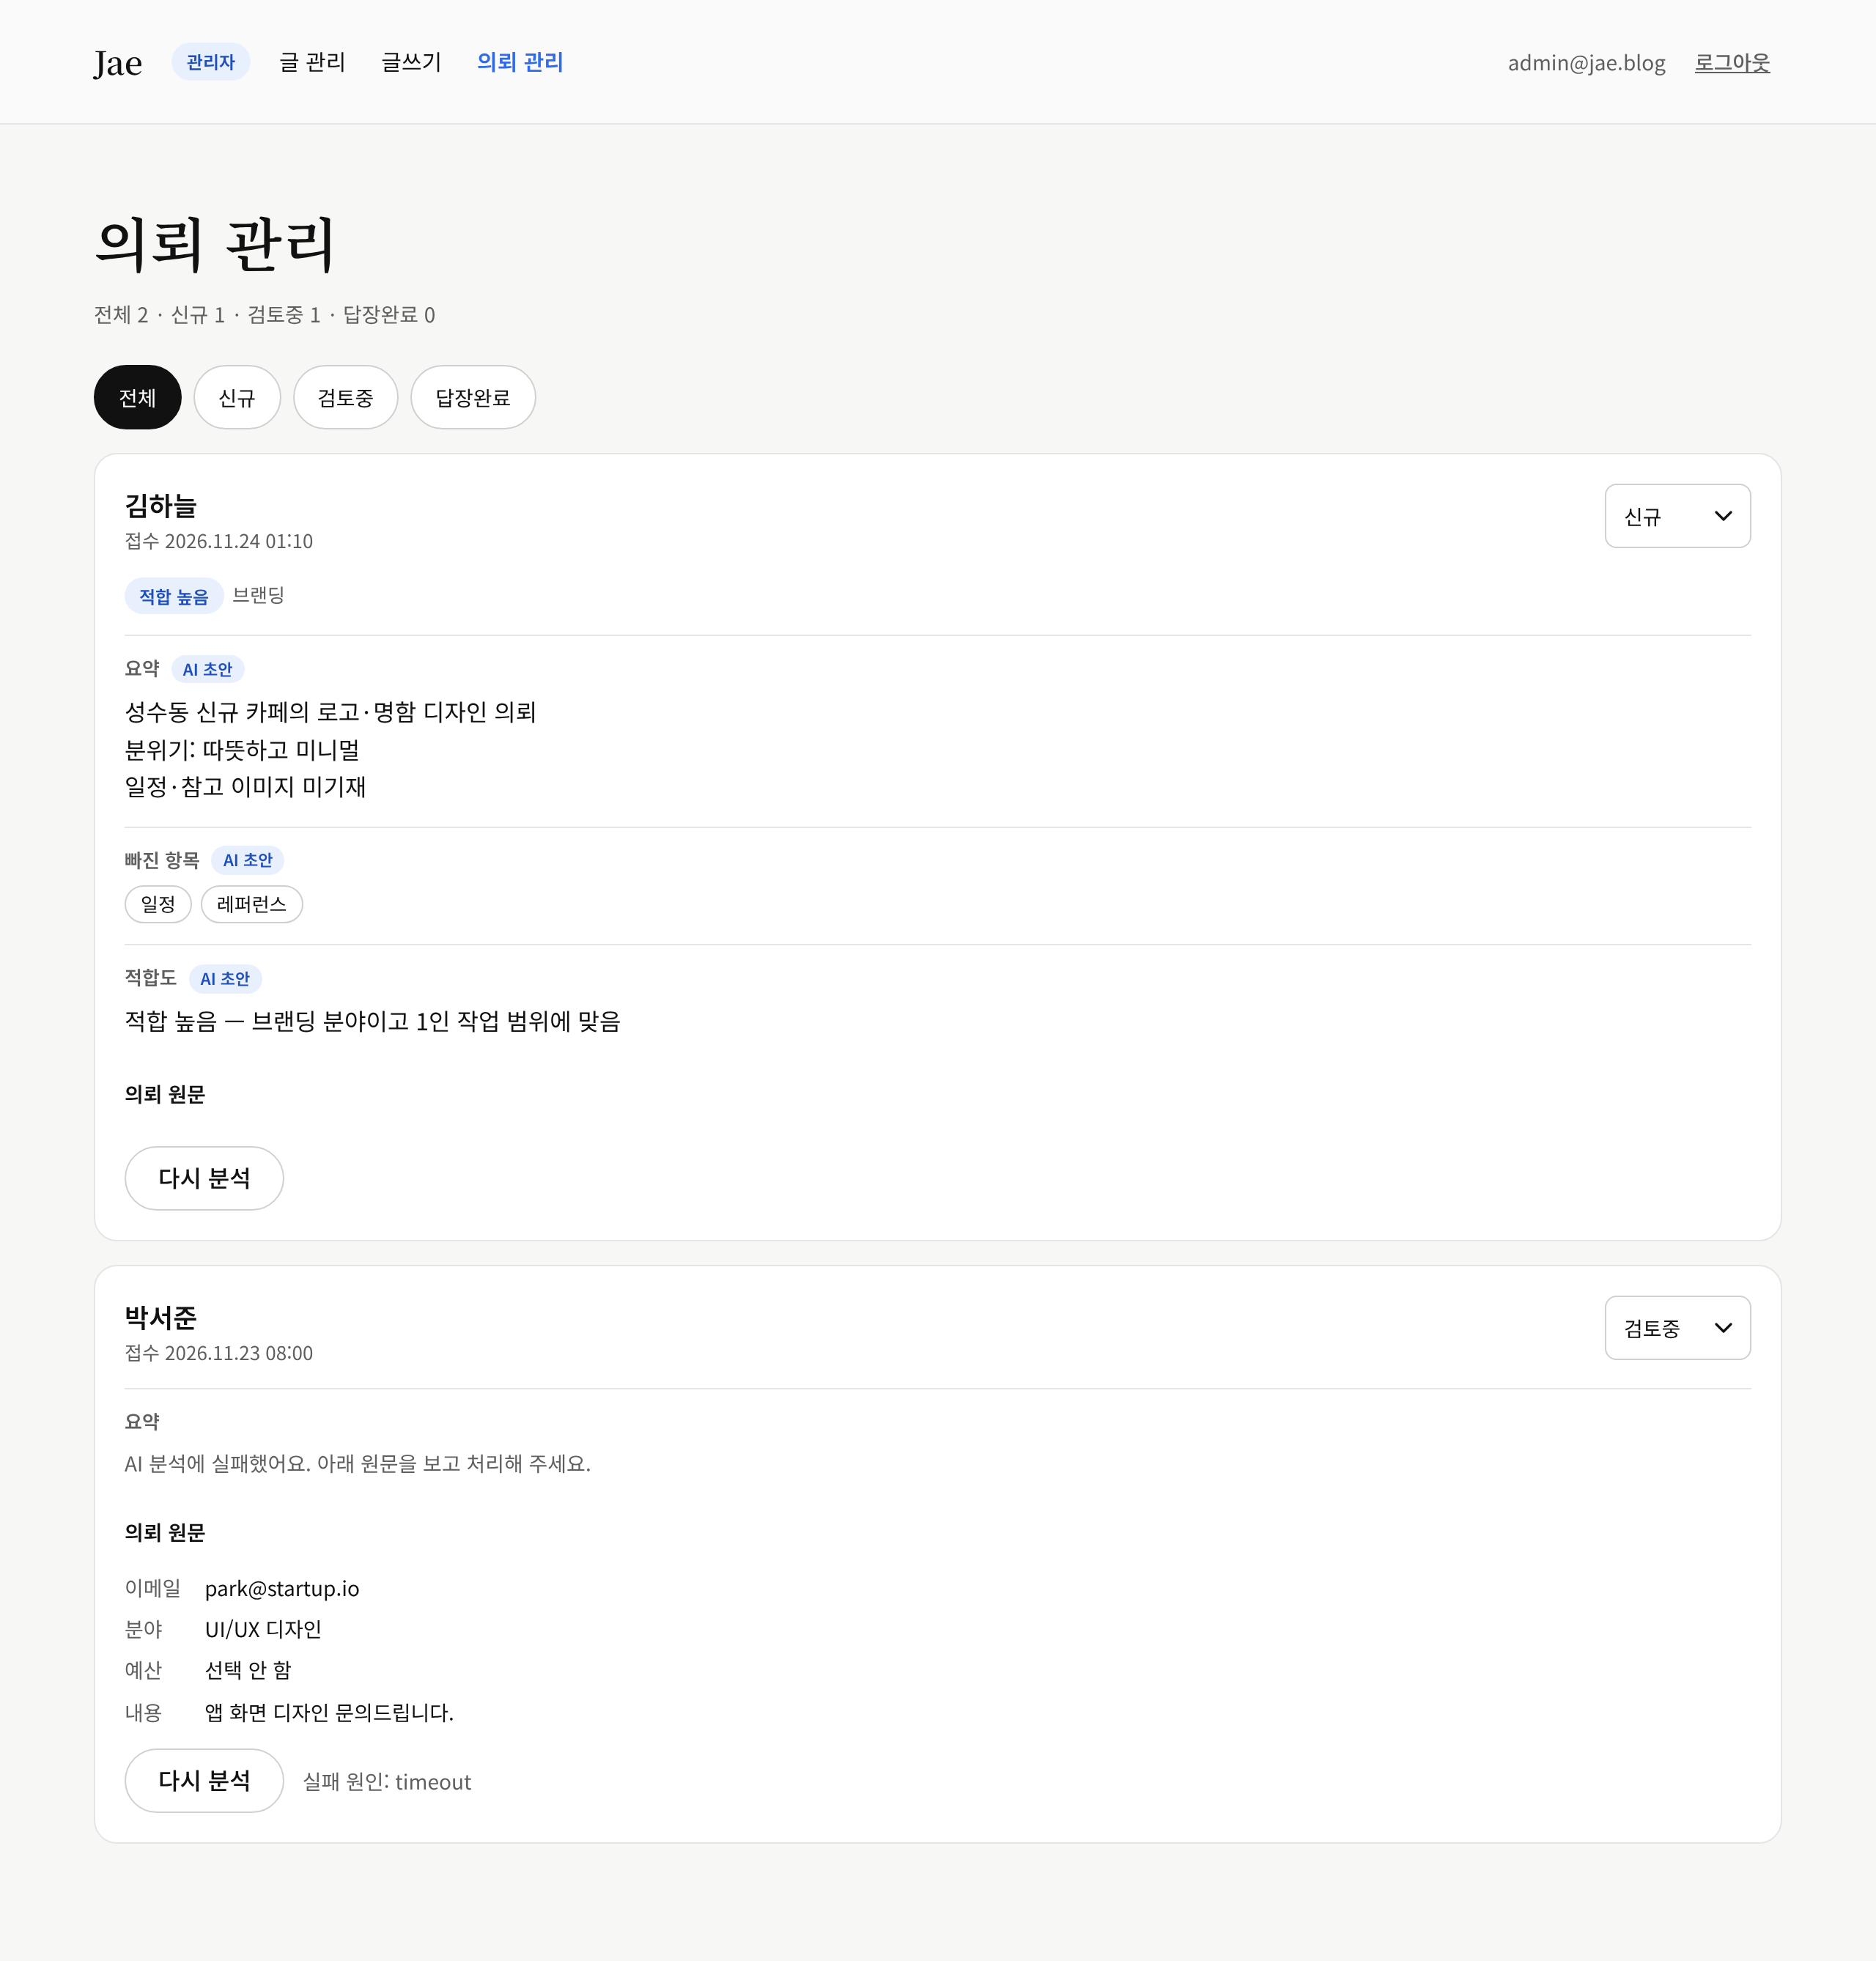 Jae 관리자 글 관리 글쓰기 의뢰 관리 admin@jae.blog 로그아웃
의뢰 관리
전체 2 · 신규 1 · 검토중 1 · 답장완료 0
전체 신규 검토중 답장완료
김하늘 신규
접수 2026.11.24 01:10
적합 높음 브랜딩
요약 AI 초안
성수동 신규 카페의 로고·명함 디자인 의뢰
분위기: 따뜻하고 미니멀
일정·참고 이미지 미기재
빠진 항목 AI 초안
일정 레퍼런스
적합도 AI 초안
적합 높음 — 브랜딩 분야이고 1인 작업 범위에 맞음
의뢰 원문
다시 분석
박서준 검토중
접수 2026.11.23 08:00
요약
AI 분석에 실패했어요. 아래 원문을 보고 처리해 주세요.
의뢰 원문
이메일 park@startup.io
분야 UI/UX 디자인
예산 선택 안 함
내용 앱 화면 디자인 문의드립니다.
다시 분석 실패 원인: timeout